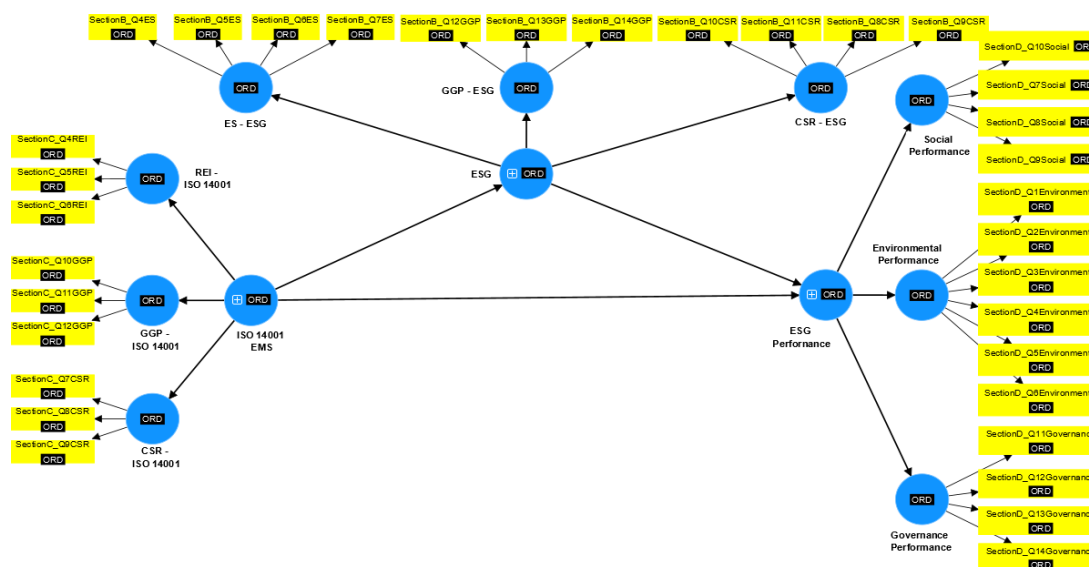 SectionB_Q4ES
ORD
SectionB_Q5ES
ORD
SectionB_Q6ES
ORD
SectionB_Q7ES
ORD
SectionB_Q12GGP
ORD
SectionB_Q13GGP
ORD
SectionB_Q14GGP
ORD
SectionB_Q10CSR
ORD
SectionB_Q11CSR
ORD
SectionB_Q8CSR
ORD
SectionB_Q9CSR
ORD
ORD
ES - ESG
ORD
GGP - ESG
ORD
CSR - ESG
SectionD_Q10Social ORD
SectionD_Q7Social ORD
SectionD_Q8Social
ORD
SectionD_Q9Social
ORD
ORD
Social
Performance
SectionC_Q4REI
ORD
SectionC_Q5REI
ORD
SectionC_Q6REI
ORD
ORD
REI -
ISO 14001
ESG
ORD
SectionD_Q1Environment
ORD
SectionD_Q2Environment
ORD
SectionD_Q3Environment
ORD
SectionD_Q4Environment
ORD
SectionD_Q5Environment
ORD
SectionD_Q6Environment
ORD
Environmental
Performance
ORD
SectionC_Q10GGP
ORD
SectionC_Q11GGP
ORD
SectionC_Q12GGP
ORD
ORD
GGP -
ISO 14001
ORD
ISO 14001
EMS
ORD
ESG
Perfornance
SectionC_Q7CSR
ORD
SectionC_Q8CSR
ORD
SectionC_Q9CSR
ORD
ORD
CSR -
ISO 14001
SectionD_Q11Governanc
ORD
SectionD_Q12Governanc
ORD
SectionD_Q13Governanc
ORD
SectionD_Q14Governanc
ORD
ORD
Governance
Performance